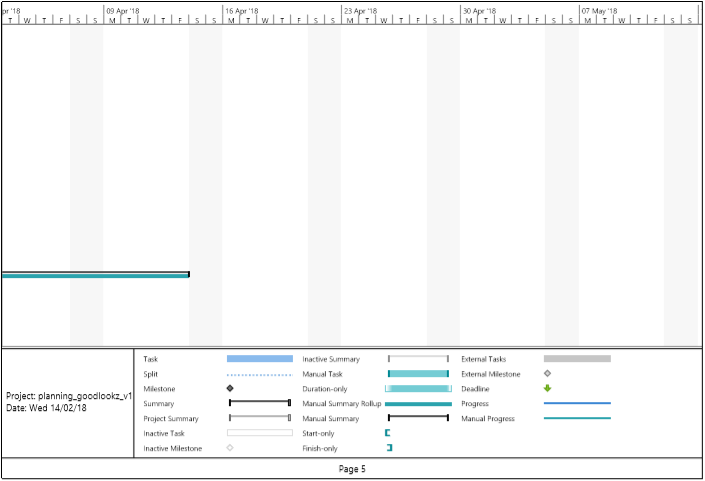 pr '18
09 Apr '18
16 Apr '18
23 Apr '18
30 Apr '18
07 May '18
T W T F S S M T W T F S S M T W T F S S M T W T F S S M T W T F S S M T W T F S S
Task
Inactive Summary
External Tasks
Split
Manual Task
External Milestone
Milestone
Duration-only
Deadline
Summary
Manual Summary Rollup
Progress
Project Summary
Manual Summary
Manual Progress
Inactive Task
Start-only
Inactive Milestone
Finish-only
Project: planning_goodlookz_v1
Date: Wed 14/02/18
Page 5